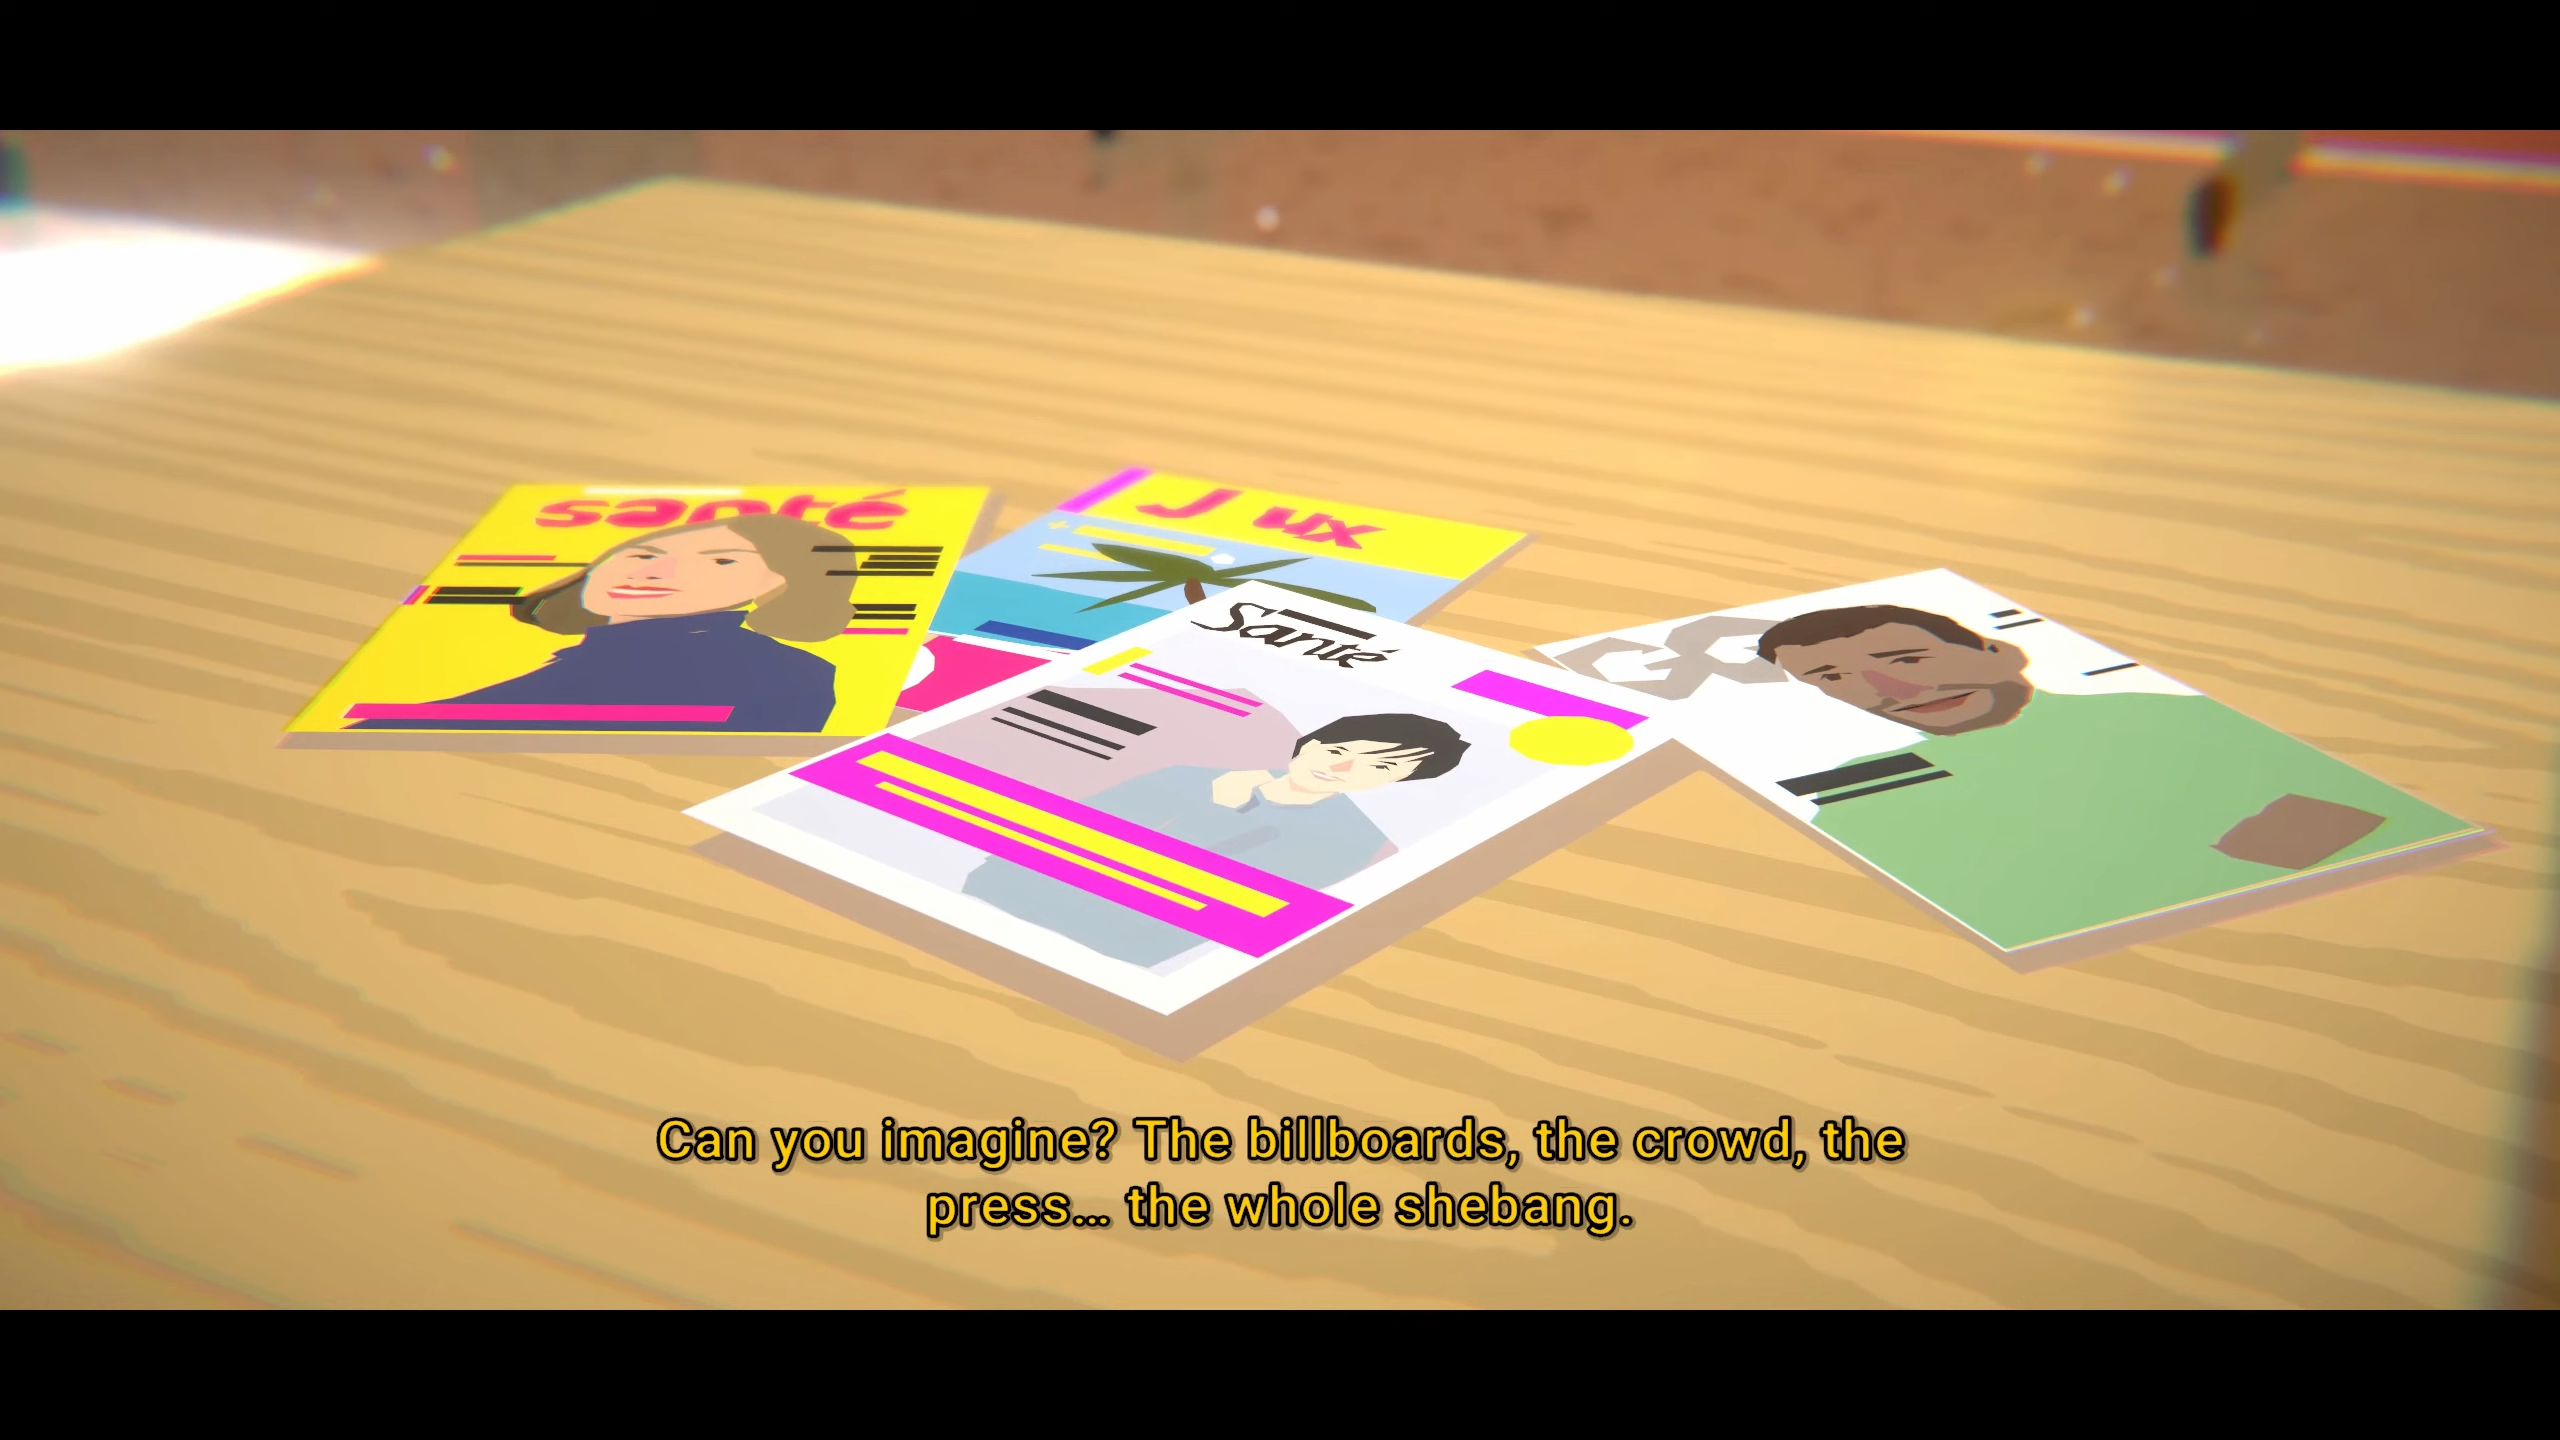 santé
J ux
Santé
Can you imagine? The billboards, the crowd, the
press... the whole shebang.